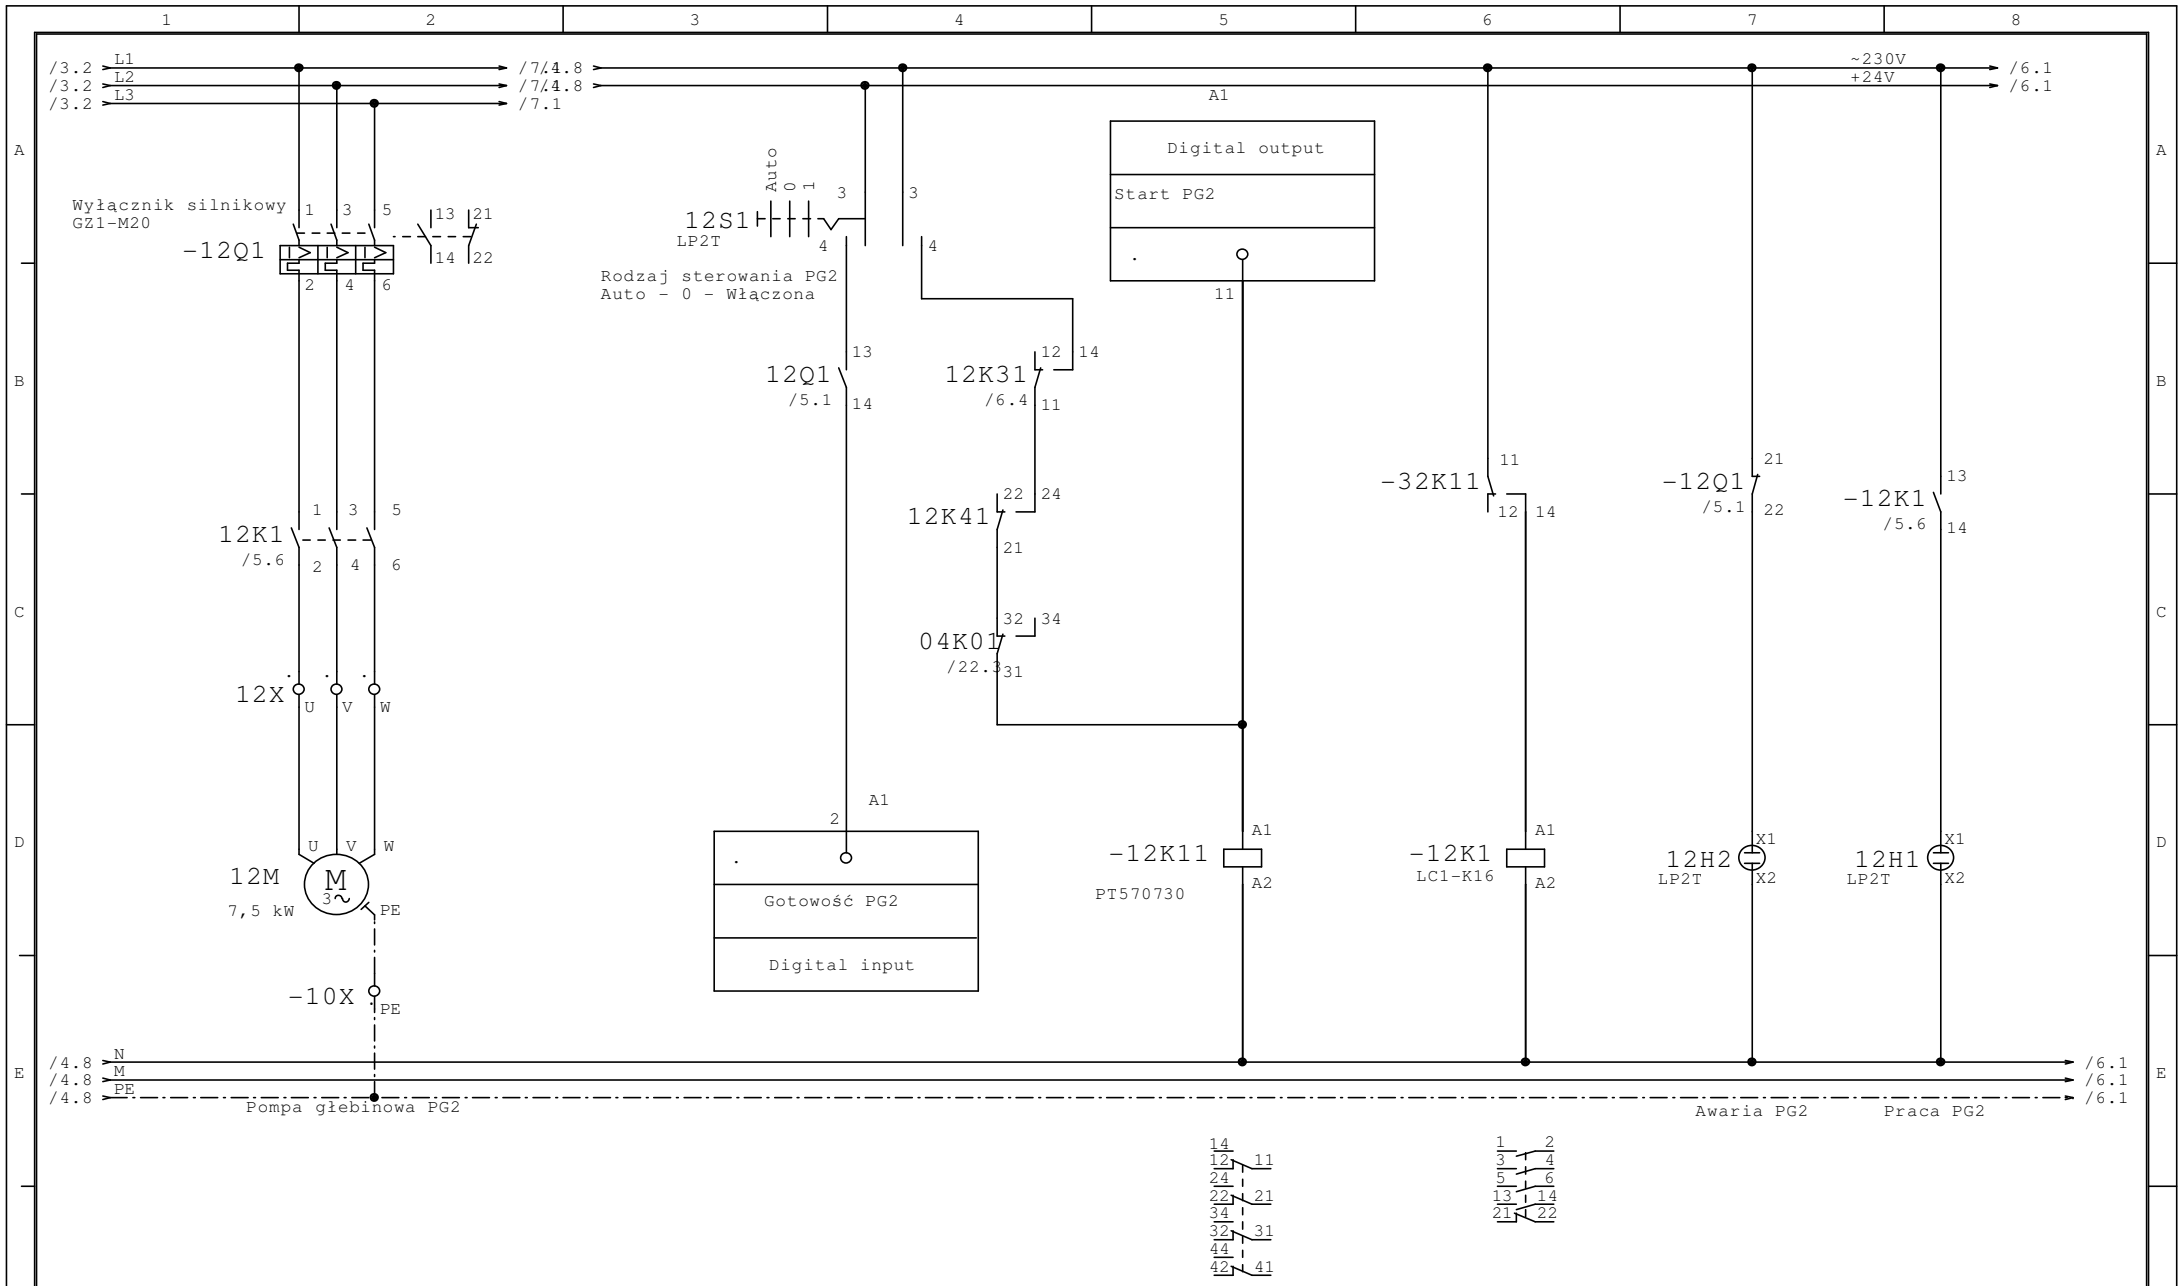 1 2 3 4 5 6 7 8
/3.2 L1 /7.1 /4.8 ~230V /6.1
/3.2 L2 /7.1 /4.8 +24V /6.1
/3.2 L3 /7.1
A1
A A
Digital output
Start PG2
.
11
Auto
0
1
3 3
12S1
LP2T
4 4
Rodzaj sterowania PG2
Auto - 0 - Włączona
Wyłącznik silnikowy
GZ1-M20
-12Q1
1 3 5
2 4 6
13 21
14 22
B B
12Q1
/5.1
13
14
12K31
/6.4
12 14
11
-32K11
11
12 14
-12Q1
/5.1
21
22
-12K1
/5.6
13
14
12K1
/5.6
1 3 5
2 4 6
12K41
22 24
21
C C
04K01
/22.3
32 34
31
12X
. . .
U V W
D D
U V W
12M
7,5 kW
M
3~
PE
A1
2
.
Gotowość PG2
Digital input
-12K11
PT570730
A1
A2
-12K1
LC1-K16
A1
A2
12H2
LP2T
X1
X2
12H1
LP2T
X1
X2
-10X
.
PE
E E
/4.8 N /6.1
/4.8 M /6.1
/4.8 PE /6.1
Pompa głebinowa PG2
Awaria PG2
Praca PG2
14
12 11
24
22 21
34
32 31
44
42 41
1 2
3 4
5 6
13 14
21 22